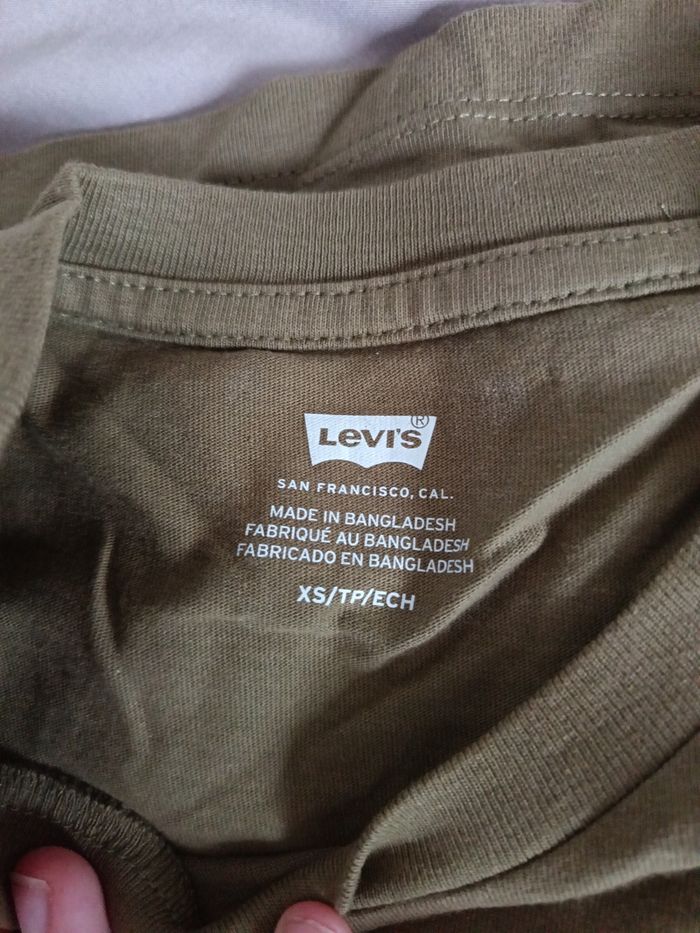 Levi's®
SAN FRANCISCO, CAL.
MADE IN BANGLADESH
FABRIQUÉ AU BANGLADESH
FABRICADO EN BANGLADESH
XS/TP/ECH